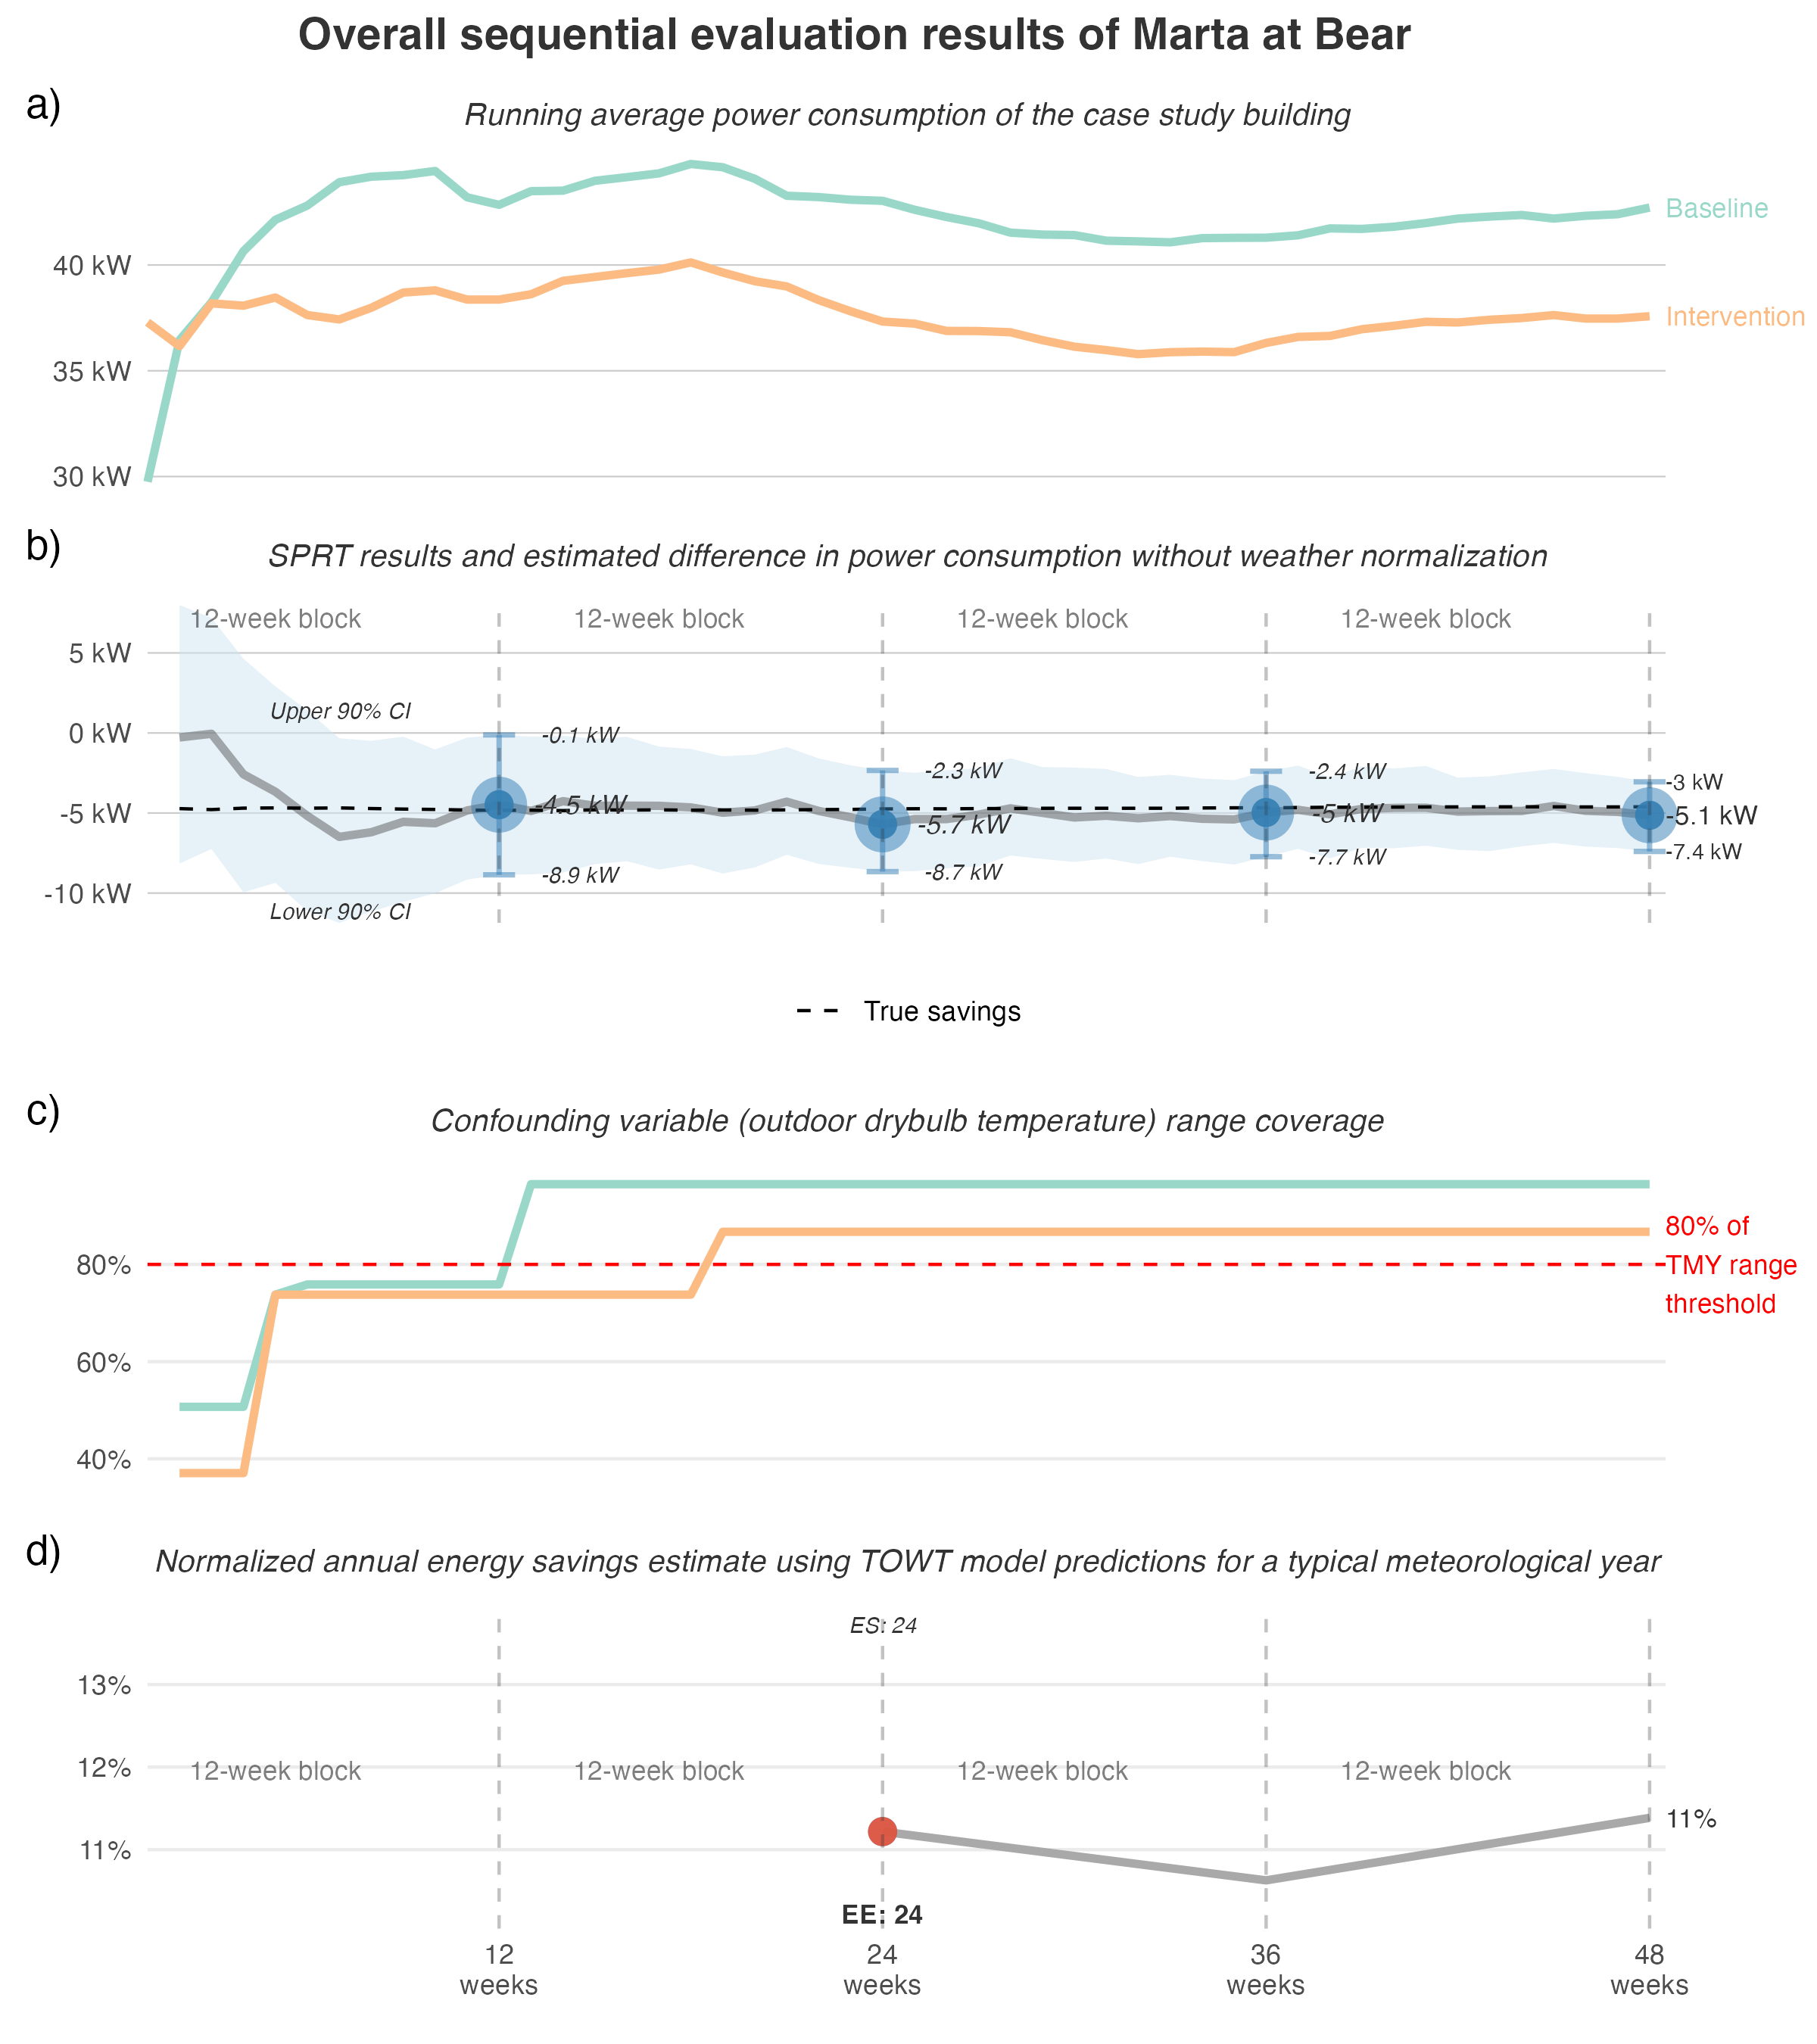 Overall sequential evaluation results of Marta at Bear
a)
Running average power consumption of the case study building
Baseline
40 kW
Intervention
35 kW
30 kW
b)
SPRT results and estimated difference in power consumption without weather normalization
12-week block
12-week block
12-week block
12-week block
5 kW
Upper 90% CI
0 kW
-0.1 kW
-2.3 kW
-2.4 kW
-3 kW
-5 kW
-4.5 kW
-5.7 kW
-5 kW
-5.1 kW
-8.9 kW
-8.7 kW
-7.7 kW
-7.4 kW
-10 kW
Lower 90% CI
True savings
c)
Confounding variable (outdoor drybulb temperature) range coverage
80%
80% of
TMY range
threshold
60%
40%
d)
Normalized annual energy savings estimate using TOWT model predictions for a typical meteorological year
ES: 24
13%
12%
12-week block
12-week block
12-week block
12-week block
11%
11%
EE: 24
12
weeks
24
weeks
36
weeks
48
weeks